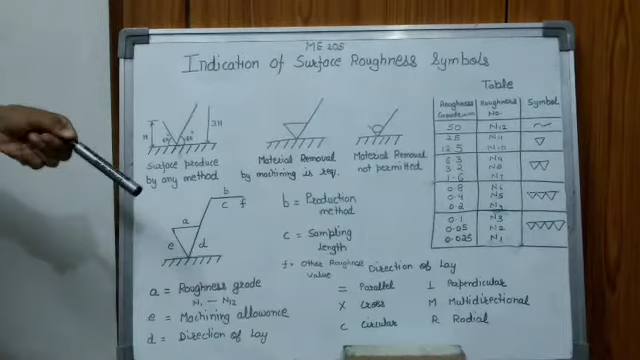 ME 205
Indication of Surface Roughness Symbols
H
60°
60°
3H
Surface produce
by any method
Material Removal
by machining is req.
Material Removal
not permitted.
Table
Roughness
Roughness
No.
Symbol
50 N12 ~
25 N11 ▽
12.5 N10
6.3 N9 ▽▽
3.2 N8
1.6 N7
0.8 N6 ▽▽▽
0.4 N5
0.2 N4
0.1 N3 ▽▽▽▽
0.05 N2
0.025 N1
a
b
c f
e d
b = Production
method
c = Sampling
length
f = Other Roughness
value
a = Roughness grade
N1 — N12
e = Machining allowance
d = Direction of Lay
Direction of Lay
= Parallel
X Cross
C Circular
⊥ Perpendicular
M Multidirectional
R Radial